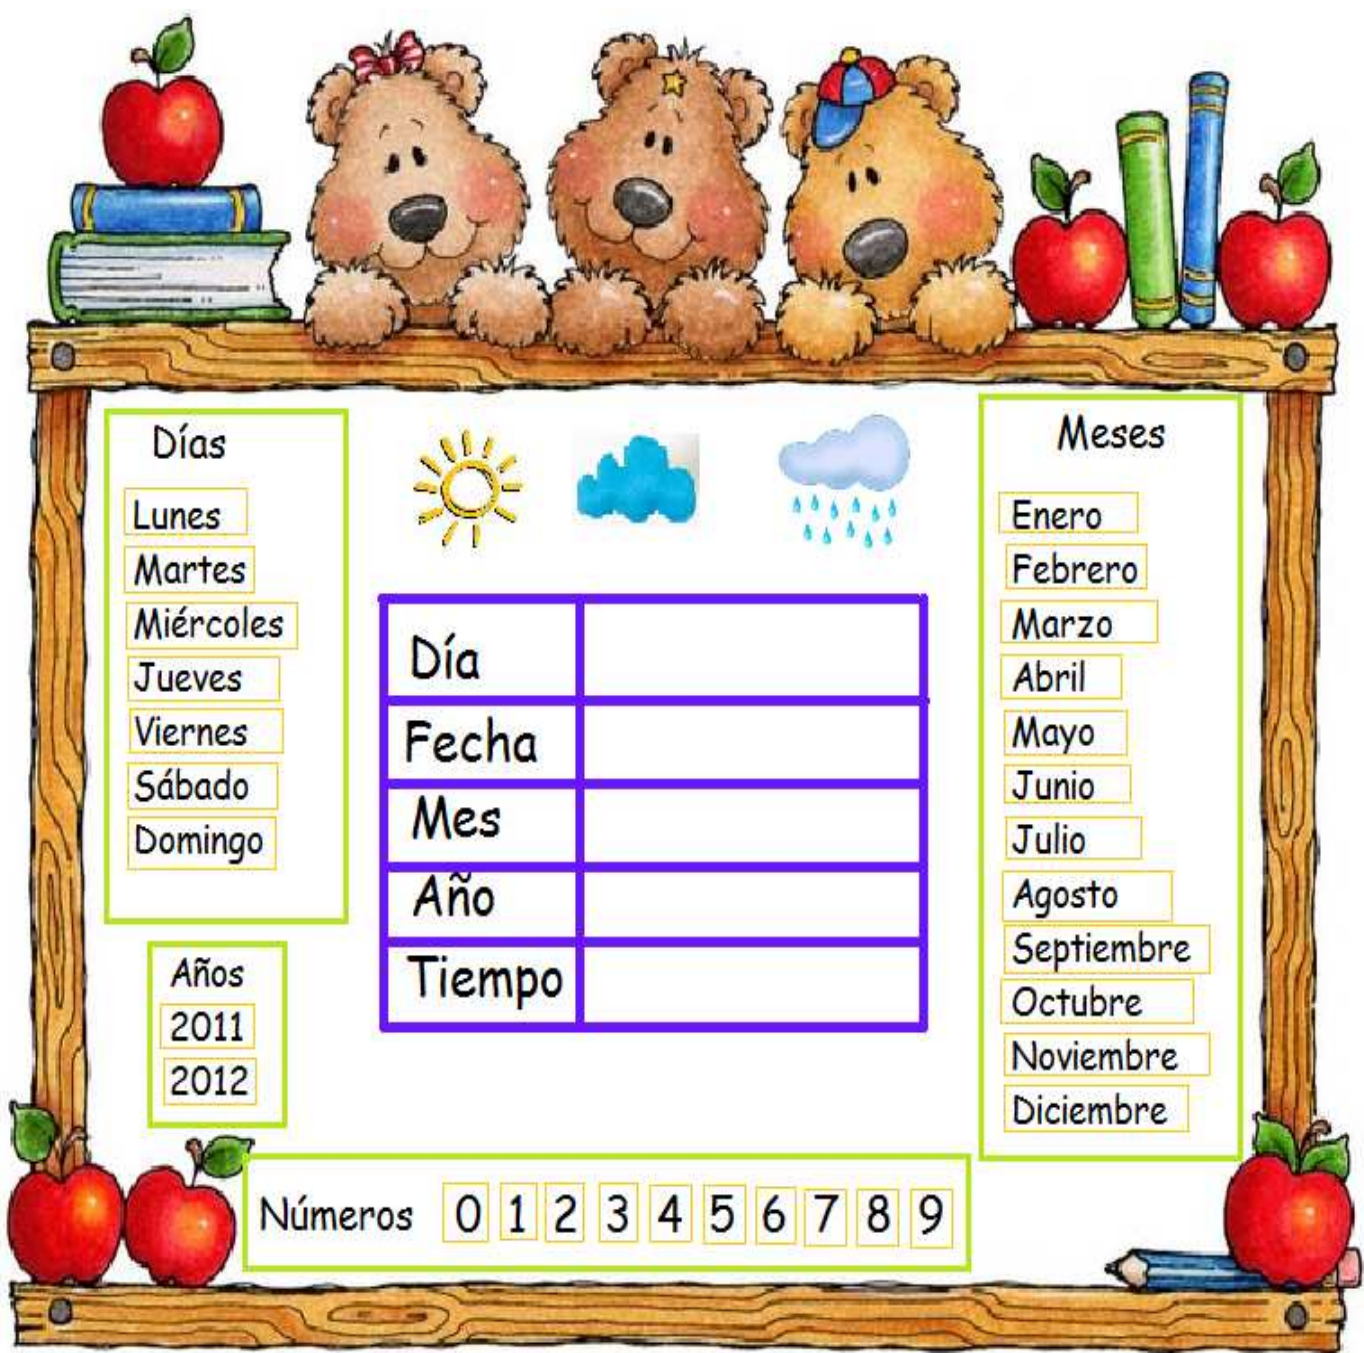 Días
Lunes
Martes
Miércoles
Jueves
Viernes
Sábado
Domingo
Años
2011
2012
Día
Fecha
Mes
Año
Tiempo
Meses
Enero
Febrero
Marzo
Abril
Mayo
Junio
Julio
Agosto
Septiembre
Octubre
Noviembre
Diciembre
Números 0 1 2 3 4 5 6 7 8 9